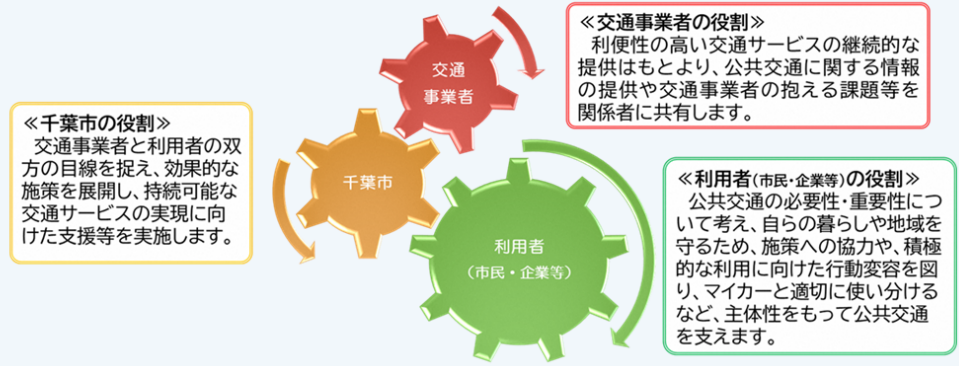 ≪交通事業者の役割≫
利便性の高い交通サービスの継続的な
提供はもとより、公共交通に関する情報
の提供や交通事業者の抱える課題等を
関係者に共有します。
交通
事業者
≪千葉市の役割≫
交通事業者と利用者の双
方の目線を捉え、効果的な
施策を展開し、持続可能な
交通サービスの実現に向
けた支援等を実施します。
千葉市
≪利用者(市民・企業等)の役割≫
公共交通の必要性・重要性につ
いて考え、自らの暮らしや地域を
守るため、施策への協力や、積極
的な利用に向けた行動変容を図
り、マイカーと適切に使い分ける
など、主体性をもって公共交通
を支えます。
利用者
(市民・企業等)